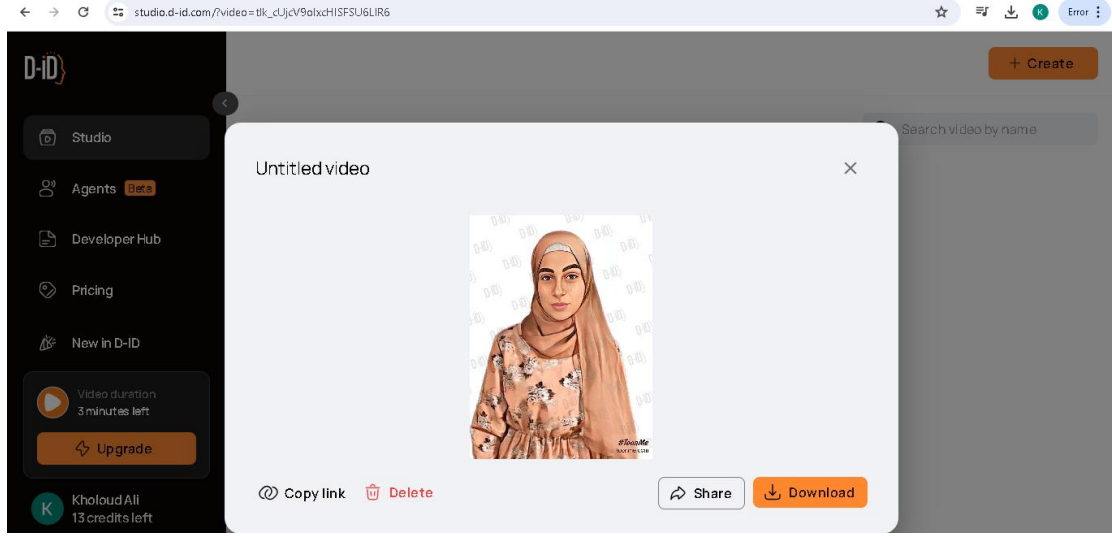 studio.d-id.com/?video=tlk_cUjcV9olxcHISFSU6LIR6
K
Error
D-iD
+ Create
Studio
Search video by name
Untitled video
Agents Beta
Developer Hub
Pricing
New in D-ID
Video duration
3 minutes left
Upgrade
#ToonMe
toonme.com
Copy link
Delete
Share
Download
K
Kholoud Ali
13 credits left